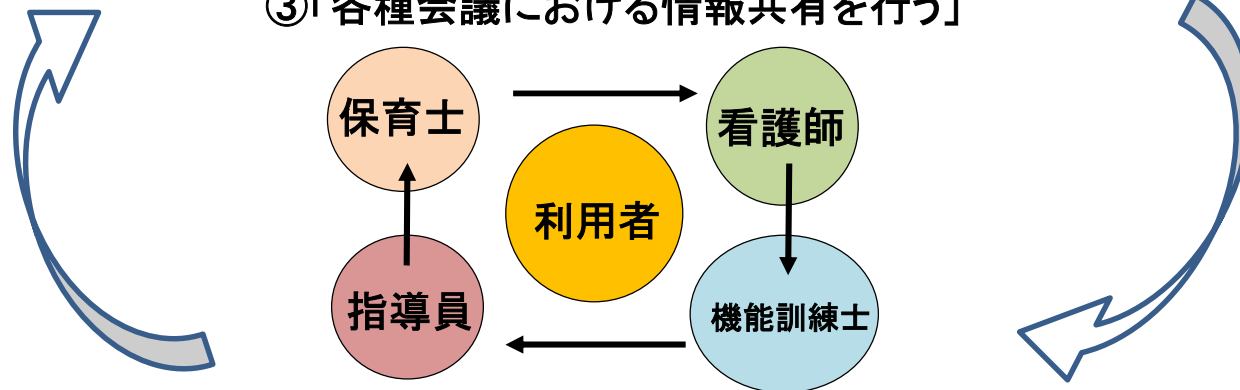 ③「各種会議における情報共有を行う」
保育士
看護師
利用者
指導員
機能訓練士